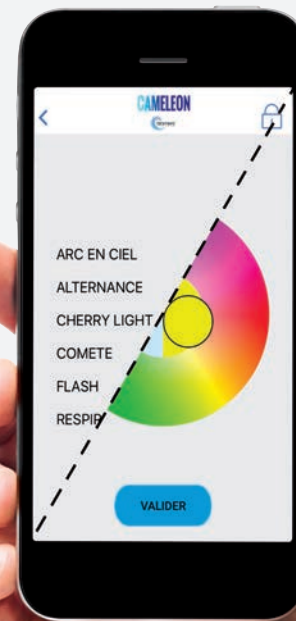 CAMELEON
ARC EN CIEL
ALTERNANCE
CHERRY LIGHT
COMETE
FLASH
RESPIR
VALIDER